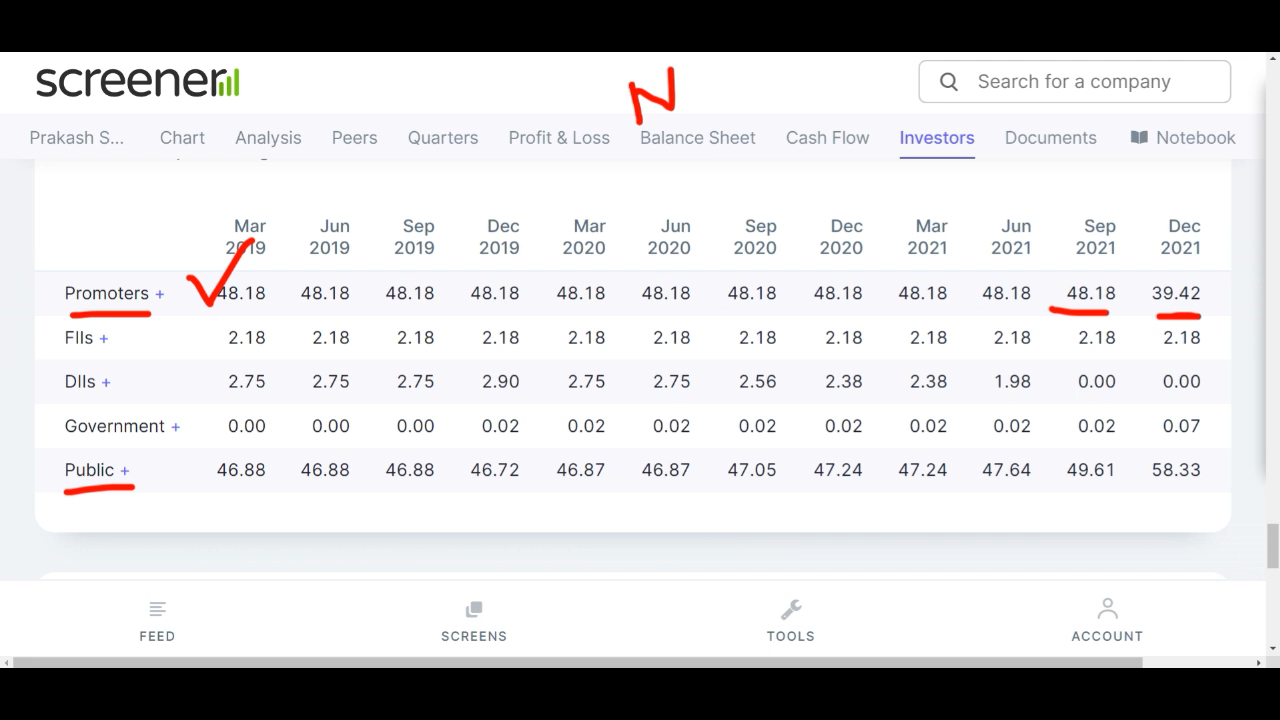 screener
Search for a company
N
Prakash S... Chart Analysis Peers Quarters Profit & Loss Balance Sheet Cash Flow Investors Documents Notebook
Mar Jun Sep Dec Mar Jun Sep Dec Mar Jun Sep Dec
2019 2019 2019 2019 2020 2020 2020 2020 2021 2021 2021 2021
Promoters + 48.18 48.18 48.18 48.18 48.18 48.18 48.18 48.18 48.18 48.18 48.18 39.42
FIIs + 2.18 2.18 2.18 2.18 2.18 2.18 2.18 2.18 2.18 2.18 2.18 2.18
DIIs + 2.75 2.75 2.75 2.90 2.75 2.75 2.56 2.38 2.38 1.98 0.00 0.00
Government + 0.00 0.00 0.00 0.02 0.02 0.02 0.02 0.02 0.02 0.02 0.02 0.07
Public + 46.88 46.88 46.88 46.72 46.87 46.87 47.05 47.24 47.24 47.64 49.61 58.33
FEED SCREENS TOOLS ACCOUNT